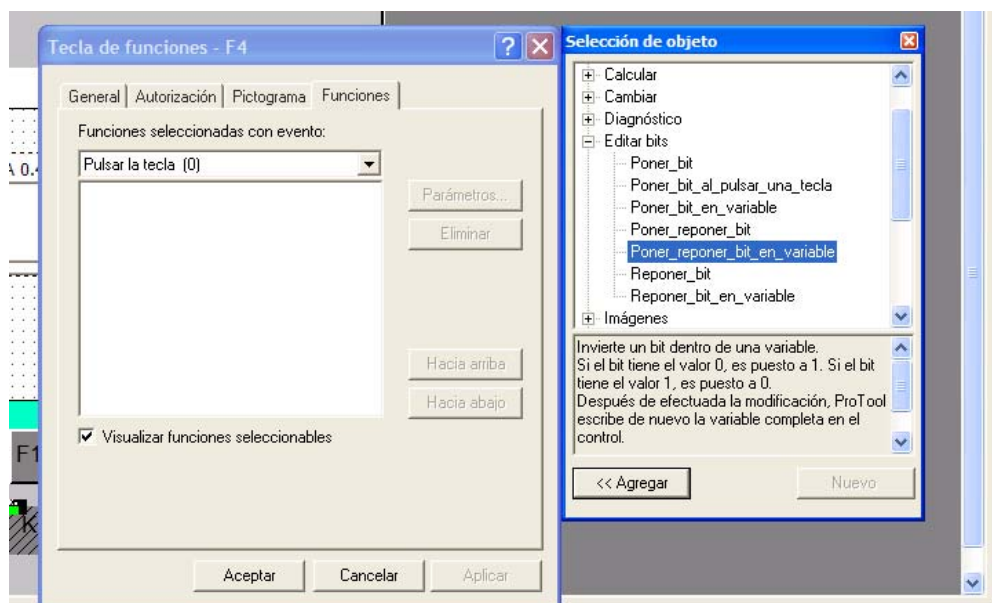 Tecla de funciones - F4
General
Autorización
Pictograma
Funciones
Funciones seleccionadas con evento:
Pulsar la tecla (0)
Parámetros...
Eliminar
Hacia arriba
Hacia abajo
Visualizar funciones seleccionables
Aceptar
Cancelar
Aplicar
Selección de objeto
Calcular
Cambiar
Diagnóstico
Editar bits
Poner_bit
Poner_bit_al_pulsar_una_tecla
Poner_bit_en_variable
Poner_reponer_bit
Poner_reponer_bit_en_variable
Reponer_bit
Reponer_bit_en_variable
Imágenes
Invierte un bit dentro de una variable.
Si el bit tiene el valor 0, es puesto a 1. Si el bit
tiene el valor 1, es puesto a 0.
Después de efectuada la modificación, ProTool
escribe de nuevo la variable completa en el
control.
<< Agregar
Nuevo
F1
K